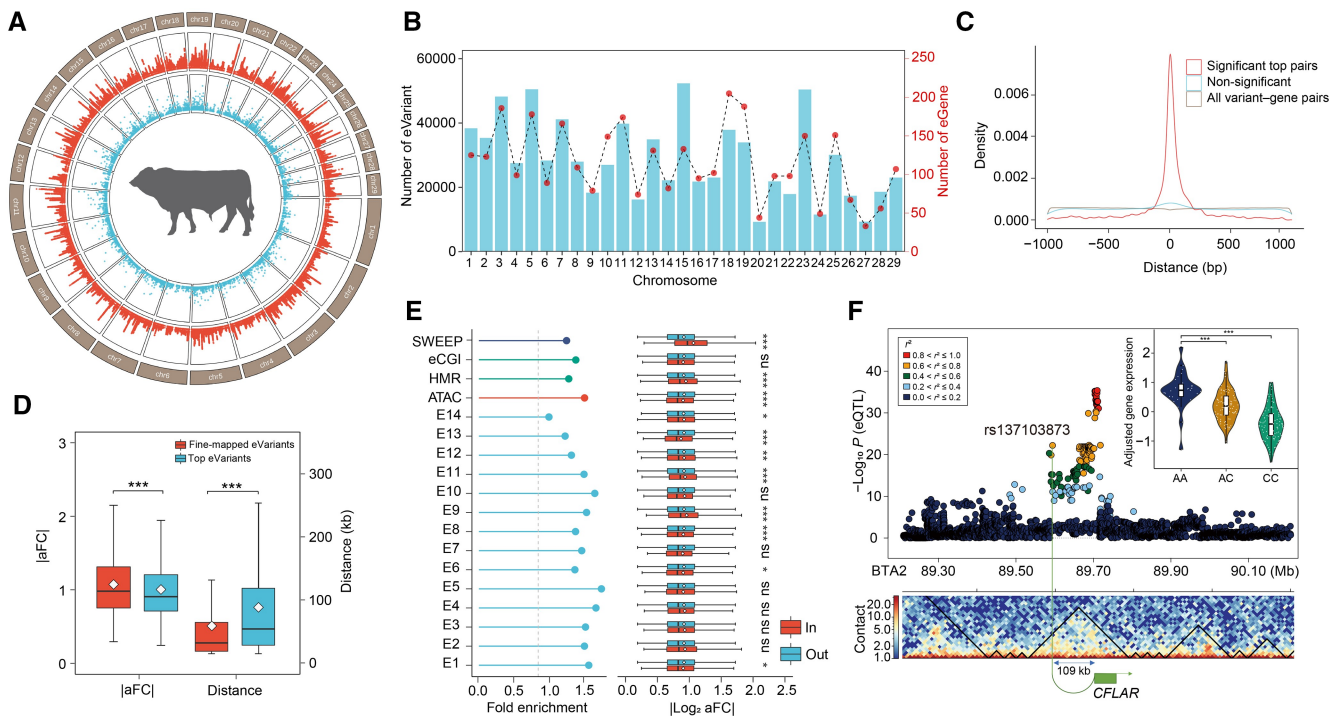 A
chr1
chr2
chr3
chr4
chr5
chr6
chr7
chr8
chr9
chr10
chr11
chr12
chr13
chr14
chr15
chr16
chr17
chr18
chr19
chr20
chr21
chr22
chr23
chr24
chr25
chr26
chr27
chr28
chr29
B
Number of eVariant
60000
40000
20000
0
250
200
150
100
50
0
Number of eGene
1 2 3 4 5 6 7 8 9 10 11 12 13 14 15 16 17 18 19 20 21 22 23 24 25 26 27 28 29
Chromosome
C
Density
0.006
0.004
0.002
0.000
Significant top pairs
Non-significant
All variant–gene pairs
−1000 −500 0 500 1000
Distance (bp)
D
Fine-mapped eVariants
Top eVariants
|aFC|
3
2
1
0
*** ***
300
200
100
0
Distance (kb)
|aFC| Distance
E
SWEEP ***
eCGI ns
HMR ***
ATAC ***
E14 *
E13 ***
E12 **
E11 ***
E10 ns
E9 ***
E8 ***
E7 ns
E6 *
E5 ns
E4 ns
E3 ns
E2 ns
E1 *
In
Out
0.0 0.5 1.0 1.5
Fold enrichment
0.0 0.5 1.0 1.5 2.0 2.5
|Log₂ aFC|
F
r²
0.8 < r² ≤ 1.0
0.6 < r² ≤ 0.8
0.4 < r² ≤ 0.6
0.2 < r² ≤ 0.4
0.0 < r² ≤ 0.2
−Log₁₀ P (eQTL)
40
30
20
10
0
rs137103873
Adjusted gene expression
2
1
0
−1
***
***
AA AC CC
BTA2 89.30 89.50 89.70 89.90 90.10 (Mb)
Contact
20.0
10.0
5.0
2.0
1.0
109 kb
CFLAR